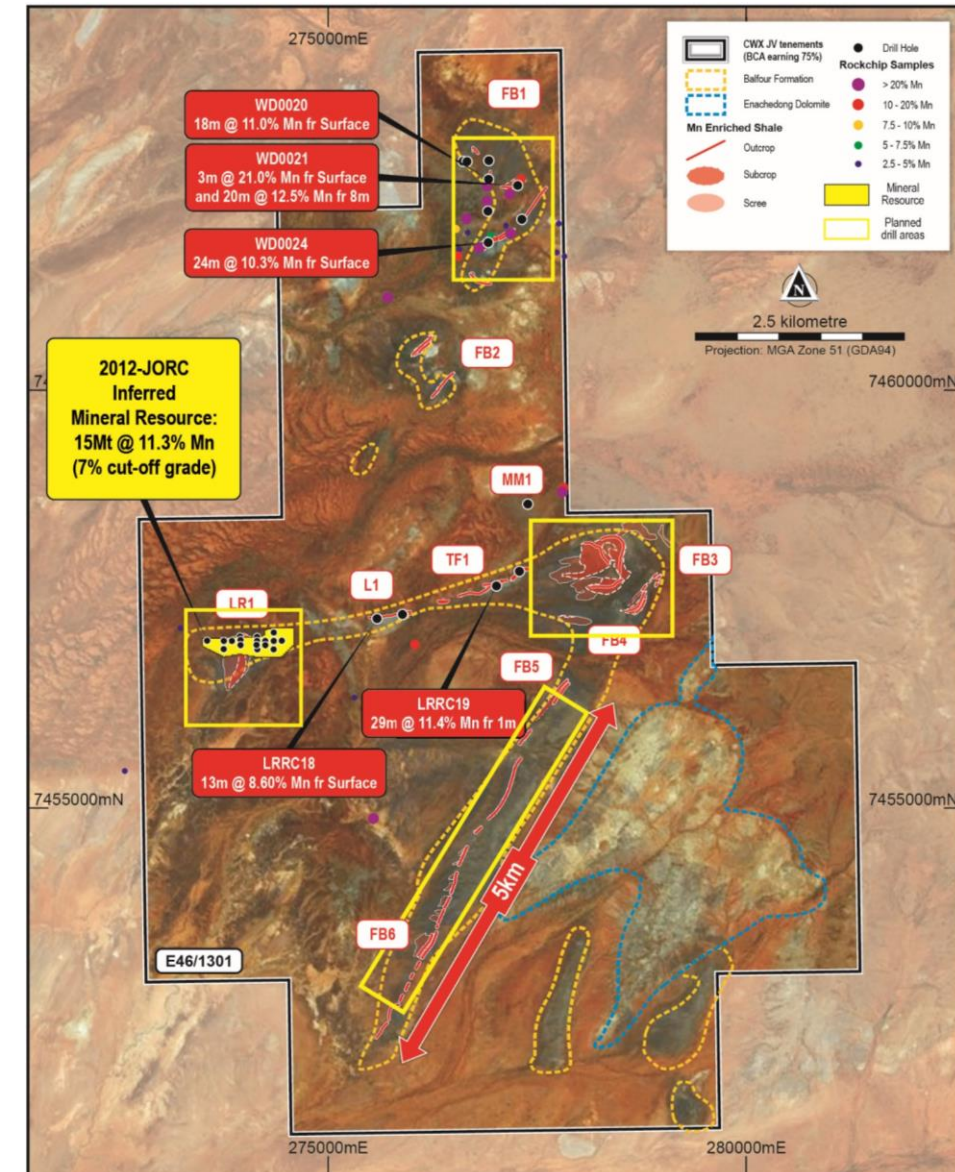 275000mE
CWX JV tenements
(BCA earning 75%)
Balfour Formation
Enachedong Dolomite
Mn Enriched Shale
Outcrop
Subcrop
Scree
Drill Hole
Rockchip Samples
> 20% Mn
10 - 20% Mn
7.5 - 10% Mn
5 - 7.5% Mn
2.5 - 5% Mn
Mineral
Resource
Planned
drill areas
FB1
WD0020
18m @ 11.0% Mn fr Surface
WD0021
3m @ 21.0% Mn fr Surface
and 20m @ 12.5% Mn fr 8m
WD0024
24m @ 10.3% Mn fr Surface
N
2.5 kilometre
Projection: MGA Zone 51 (GDA94)
FB2
7460000mN
2012-JORC
Inferred
Mineral Resource:
15Mt @ 11.3% Mn
(7% cut-off grade)
MM1
TF1
FB3
L1
LR1
FB4
FB5
LRRC19
29m @ 11.4% Mn fr 1m
LRRC18
13m @ 8.60% Mn fr Surface
7455000mN
7455000mN
5km
FB6
E46/1301
275000mE
280000mE